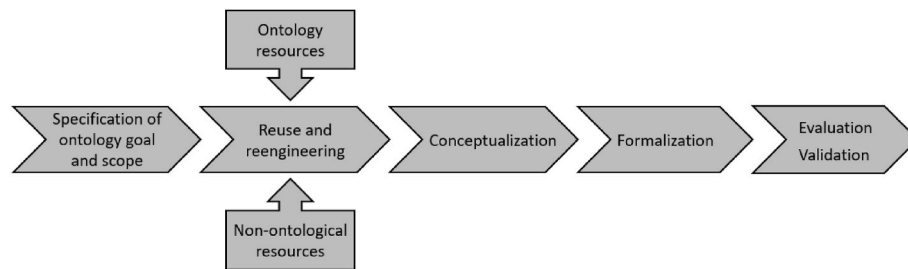 Ontology
resources
Specification of
ontology goal
and scope
Reuse and
reengineering
Conceptualization
Formalization
Evaluation
Validation
Non-ontological
resources